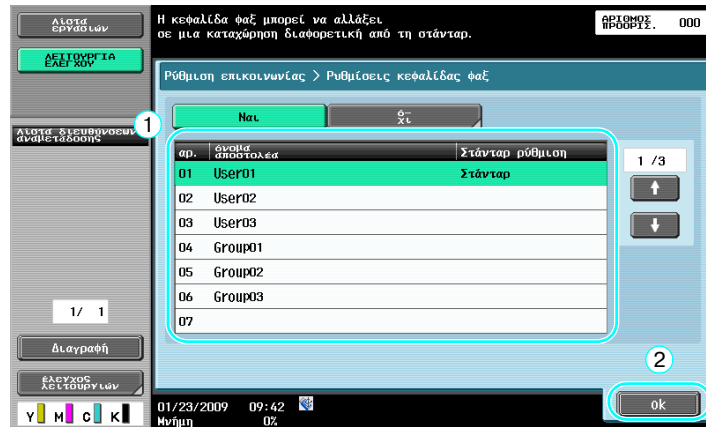 Λίστα
εργασιών
ΛΕΙΤΟΥΡΓΙΑ
ΕΛΕΓΧΟΥ
Η κεφαλίδα φαξ μπορεί να αλλάξει
σε μια καταχώρηση διαφορετική από τη στάνταρ.
ΑΡΙΘΜΟΣ
ΠΡΟΟΡΙΣ.
000
Ρύθμιση επικοινωνίας > Ρυθμίσεις κεφαλίδας φαξ
1
Ναι
ό-
χι
Λίστα διευθύνσεων
αναμετάδοσης
αρ. όνομα
αποστολέα Στάνταρ ρύθμιση
01 User01 Στάνταρ
02 User02
03 User03
04 Group01
05 Group02
06 Group03
07
1 /3
1/ 1
Διαγραφή
έλεγχος
λειτουργιών
2
ok
Y M C K
01/23/2009 09:42
Μνήμη 0%